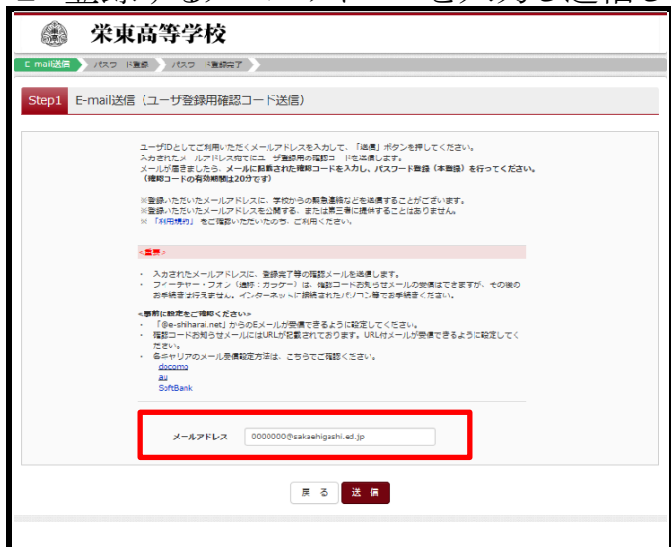 栄東高等学校
E-mail送信 パスワード登録 パスワード登録完了
Step1 E-mail送信（ユーザ登録用確認コード送信）
ユーザIDとしてご利用いただくメールアドレスを入力して、「送信」ボタンを押してください。
入力されたメールアドレス宛てにユーザ登録用の確認コードを送信します。
メールが届きましたら、メールに記載された確認コードを入力し、パスワード登録（本登録）を行ってください。
（確認コードの有効期間は20分です）
※登録いただいたメールアドレスに、学校からの緊急連絡などを送信することがございます。
※登録いただいたメールアドレスを公開する、または第三者に提供することはありません。
※「利用規約」をご確認いただいたのち、ご利用ください。
<重要>
・ 入力されたメールアドレスに、登録完了等の確認メールを送信します。
・ フィーチャー・フォン（通称：ガラケー）は、確認コードお知らせメールの受信はできますが、その後の
お手続きは行えません。インターネットに接続されたパソコン等でお手続きください。
<事前に設定をご確認ください>
・ 「@e-shiharai.net」からのEメールが受信できるように設定してください。
・ 確認コードお知らせメールにはURLが記載されております。URL付メールが受信できるように設定してく
ださい。
・ 各キャリアのメール受信設定方法は、こちらでご確認ください。
docomo
au
SoftBank
メールアドレス 0000000@sakaehigashi.ed.jp
戻る 送信